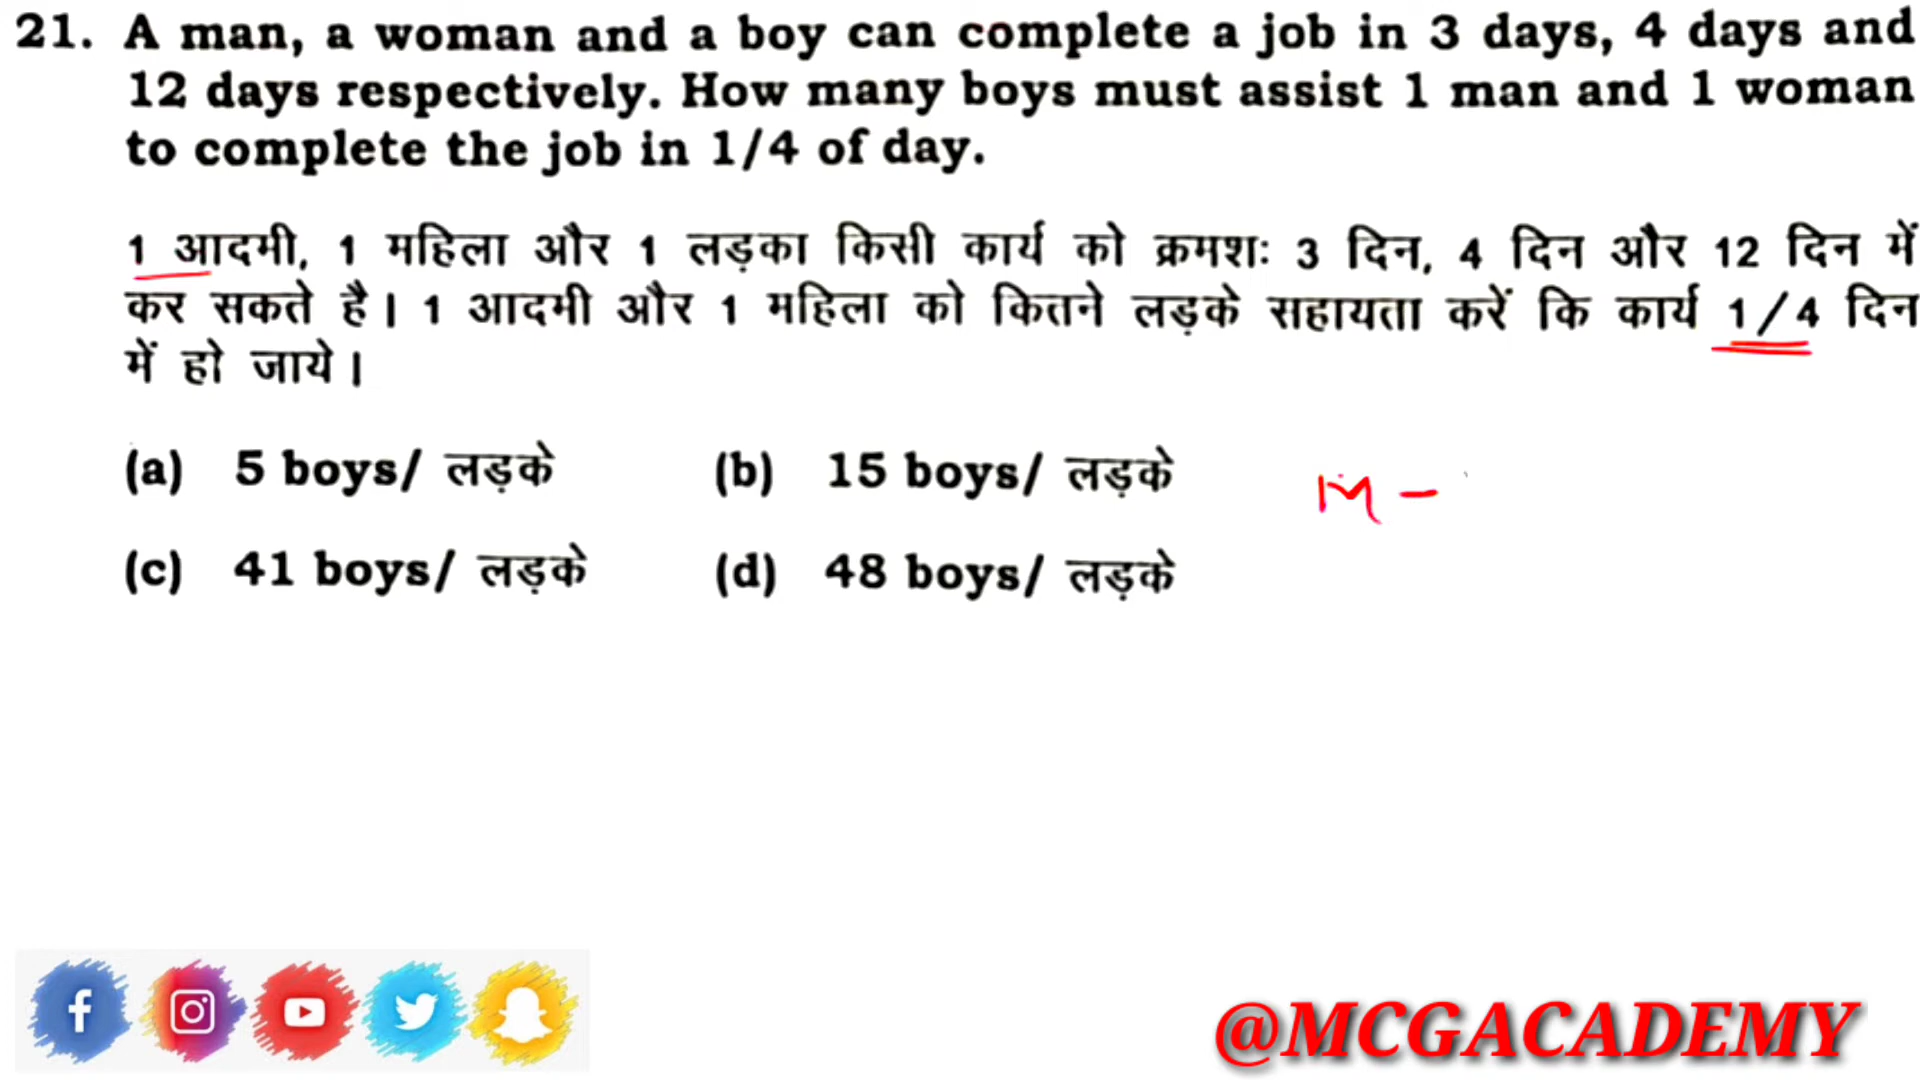 21. A man, a woman and a boy can complete a job in 3 days, 4 days and
12 days respectively. How many boys must assist 1 man and 1 woman
to complete the job in 1/4 of day.
1 आदमी, 1 महिला और 1 लड़का किसी कार्य को क्रमशः 3 दिन, 4 दिन और 12 दिन में
कर सकते है। 1 आदमी और 1 महिला को कितने लड़के सहायता करें कि कार्य 1/4 दिन
में हो जाये।
(a) 5 boys/ लड़के (b) 15 boys/ लड़के
M –
(c) 41 boys/ लड़के (d) 48 boys/ लड़के
@MCGACADEMY